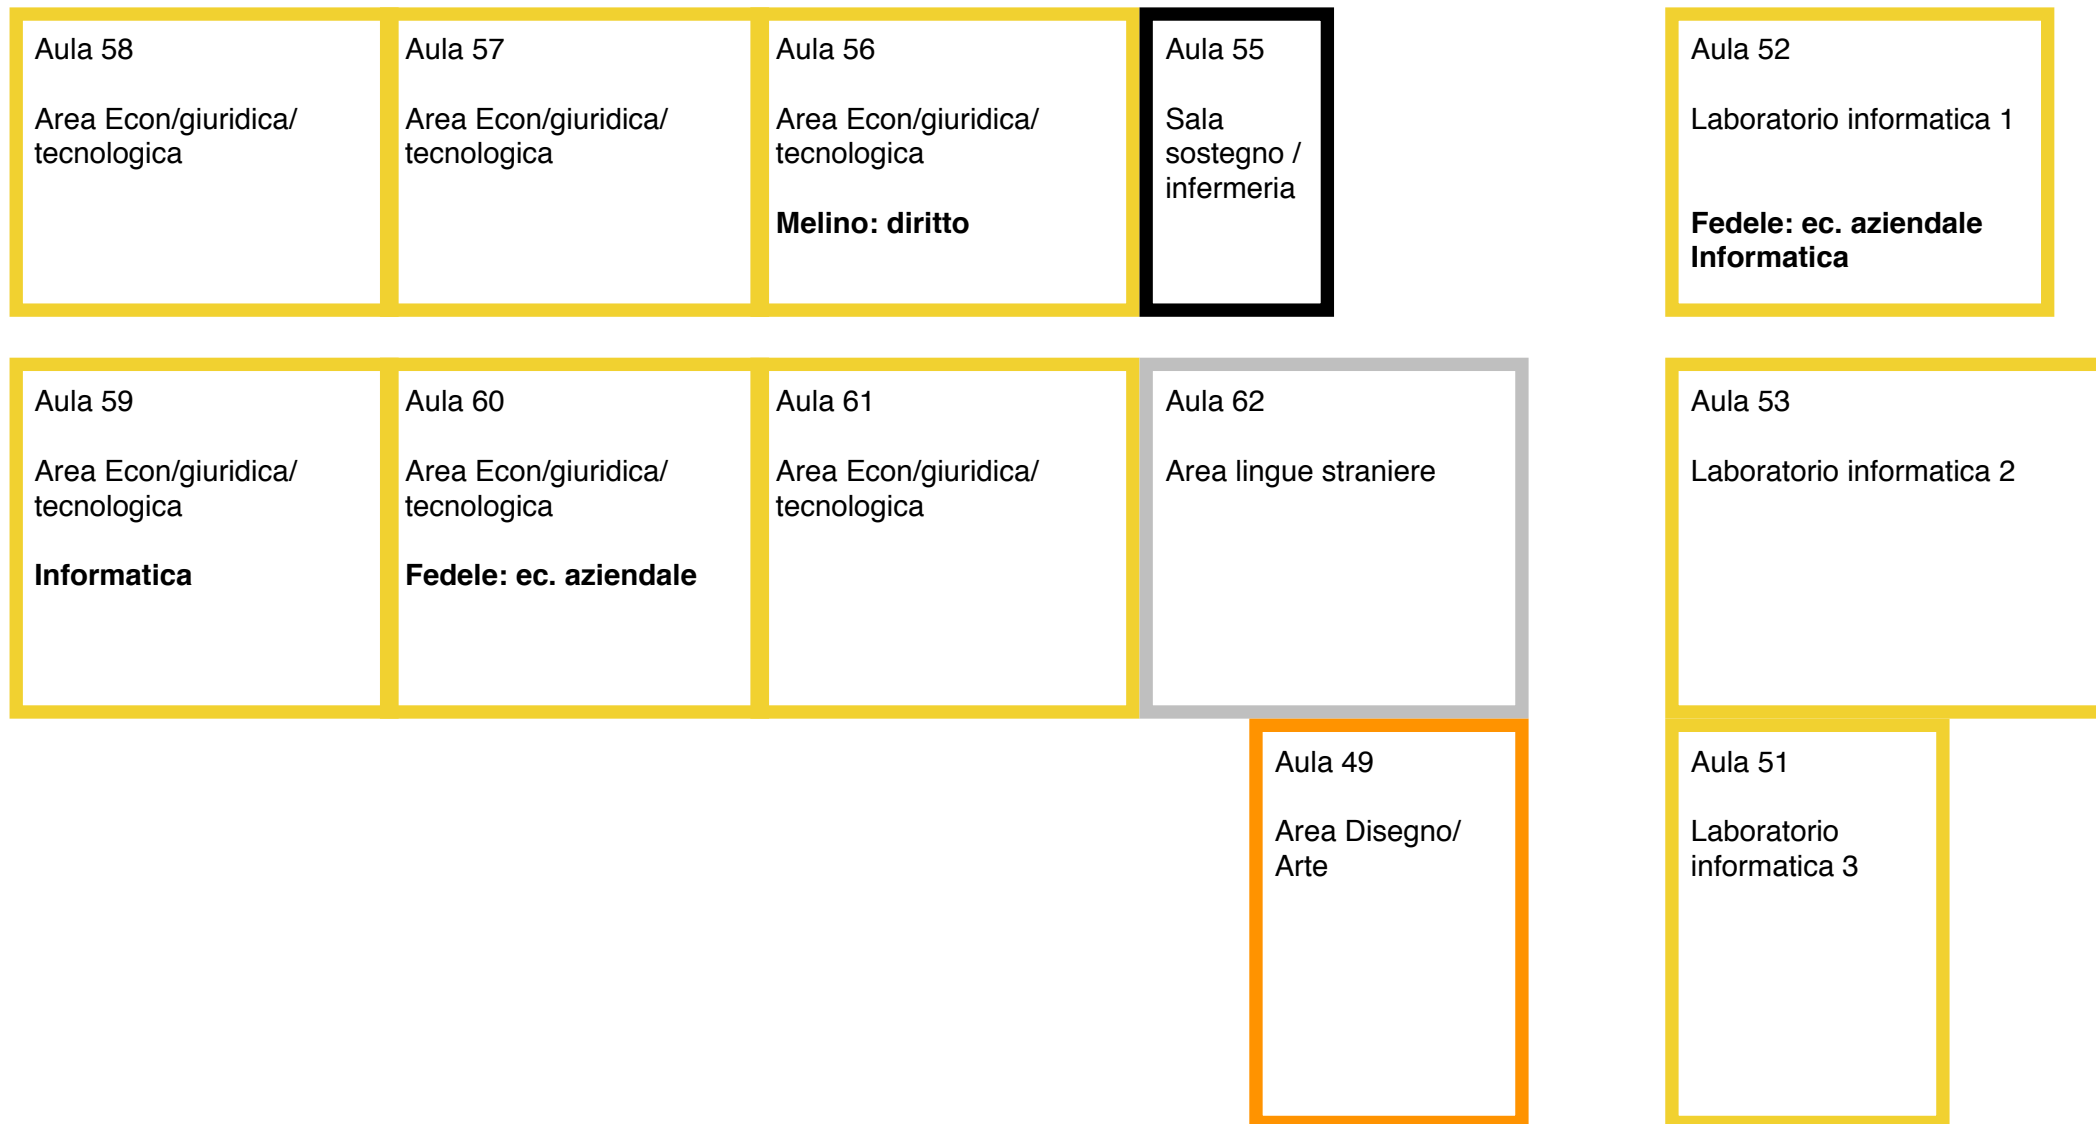 Aula 58
Area Econ/giuridica/
tecnologica
Aula 57
Area Econ/giuridica/
tecnologica
Aula 56
Area Econ/giuridica/
tecnologica
Melino: diritto
Aula 55
Sala
sostegno /
infermeria
Aula 52
Laboratorio informatica 1
Fedele: ec. aziendale
Informatica
Aula 59
Area Econ/giuridica/
tecnologica
Informatica
Aula 60
Area Econ/giuridica/
tecnologica
Fedele: ec. aziendale
Aula 61
Area Econ/giuridica/
tecnologica
Aula 62
Area lingue straniere
Aula 53
Laboratorio informatica 2
Aula 49
Area Disegno/
Arte
Aula 51
Laboratorio
informatica 3